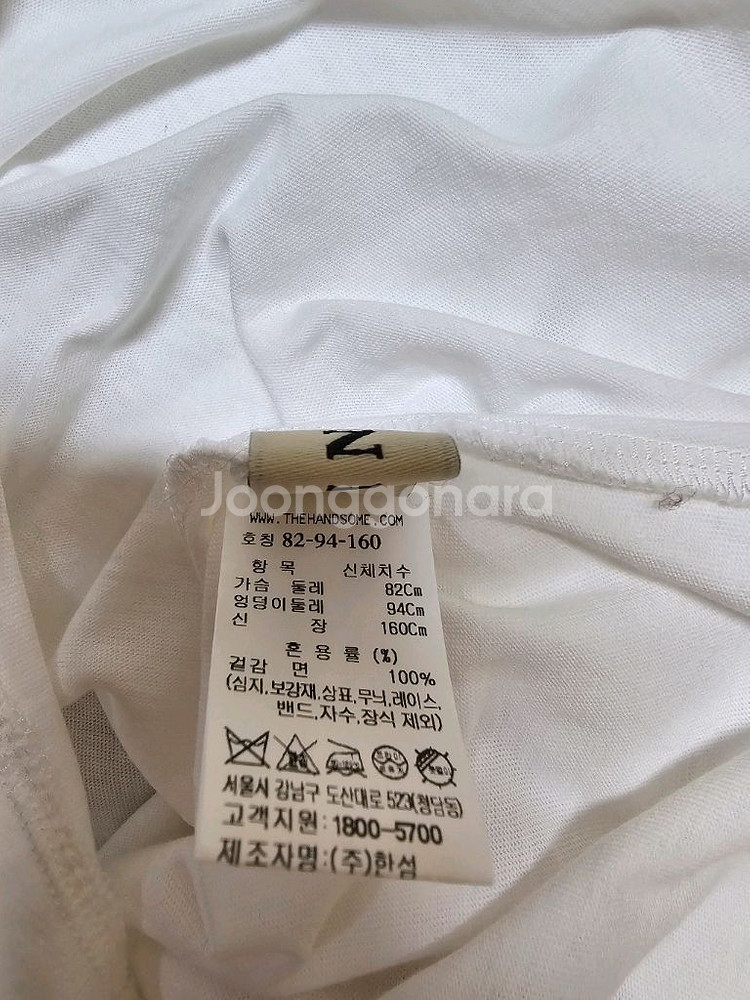 N
Joongonara
WWW.THEHANDSOME.COM
호칭 82-94-160
항 목 신체치수
가슴 둘레 82Cm
엉덩이둘레 94Cm
신 장 160Cm
혼 용 률 (%)
겉감 면 100%
(심지,보강재,상표,무늬,레이스,
밴드,자수,장식 제외)
서울시 강남구 도산대로 523(청담동)
고객지원: 1800-5700
제조자명:(주)한섬